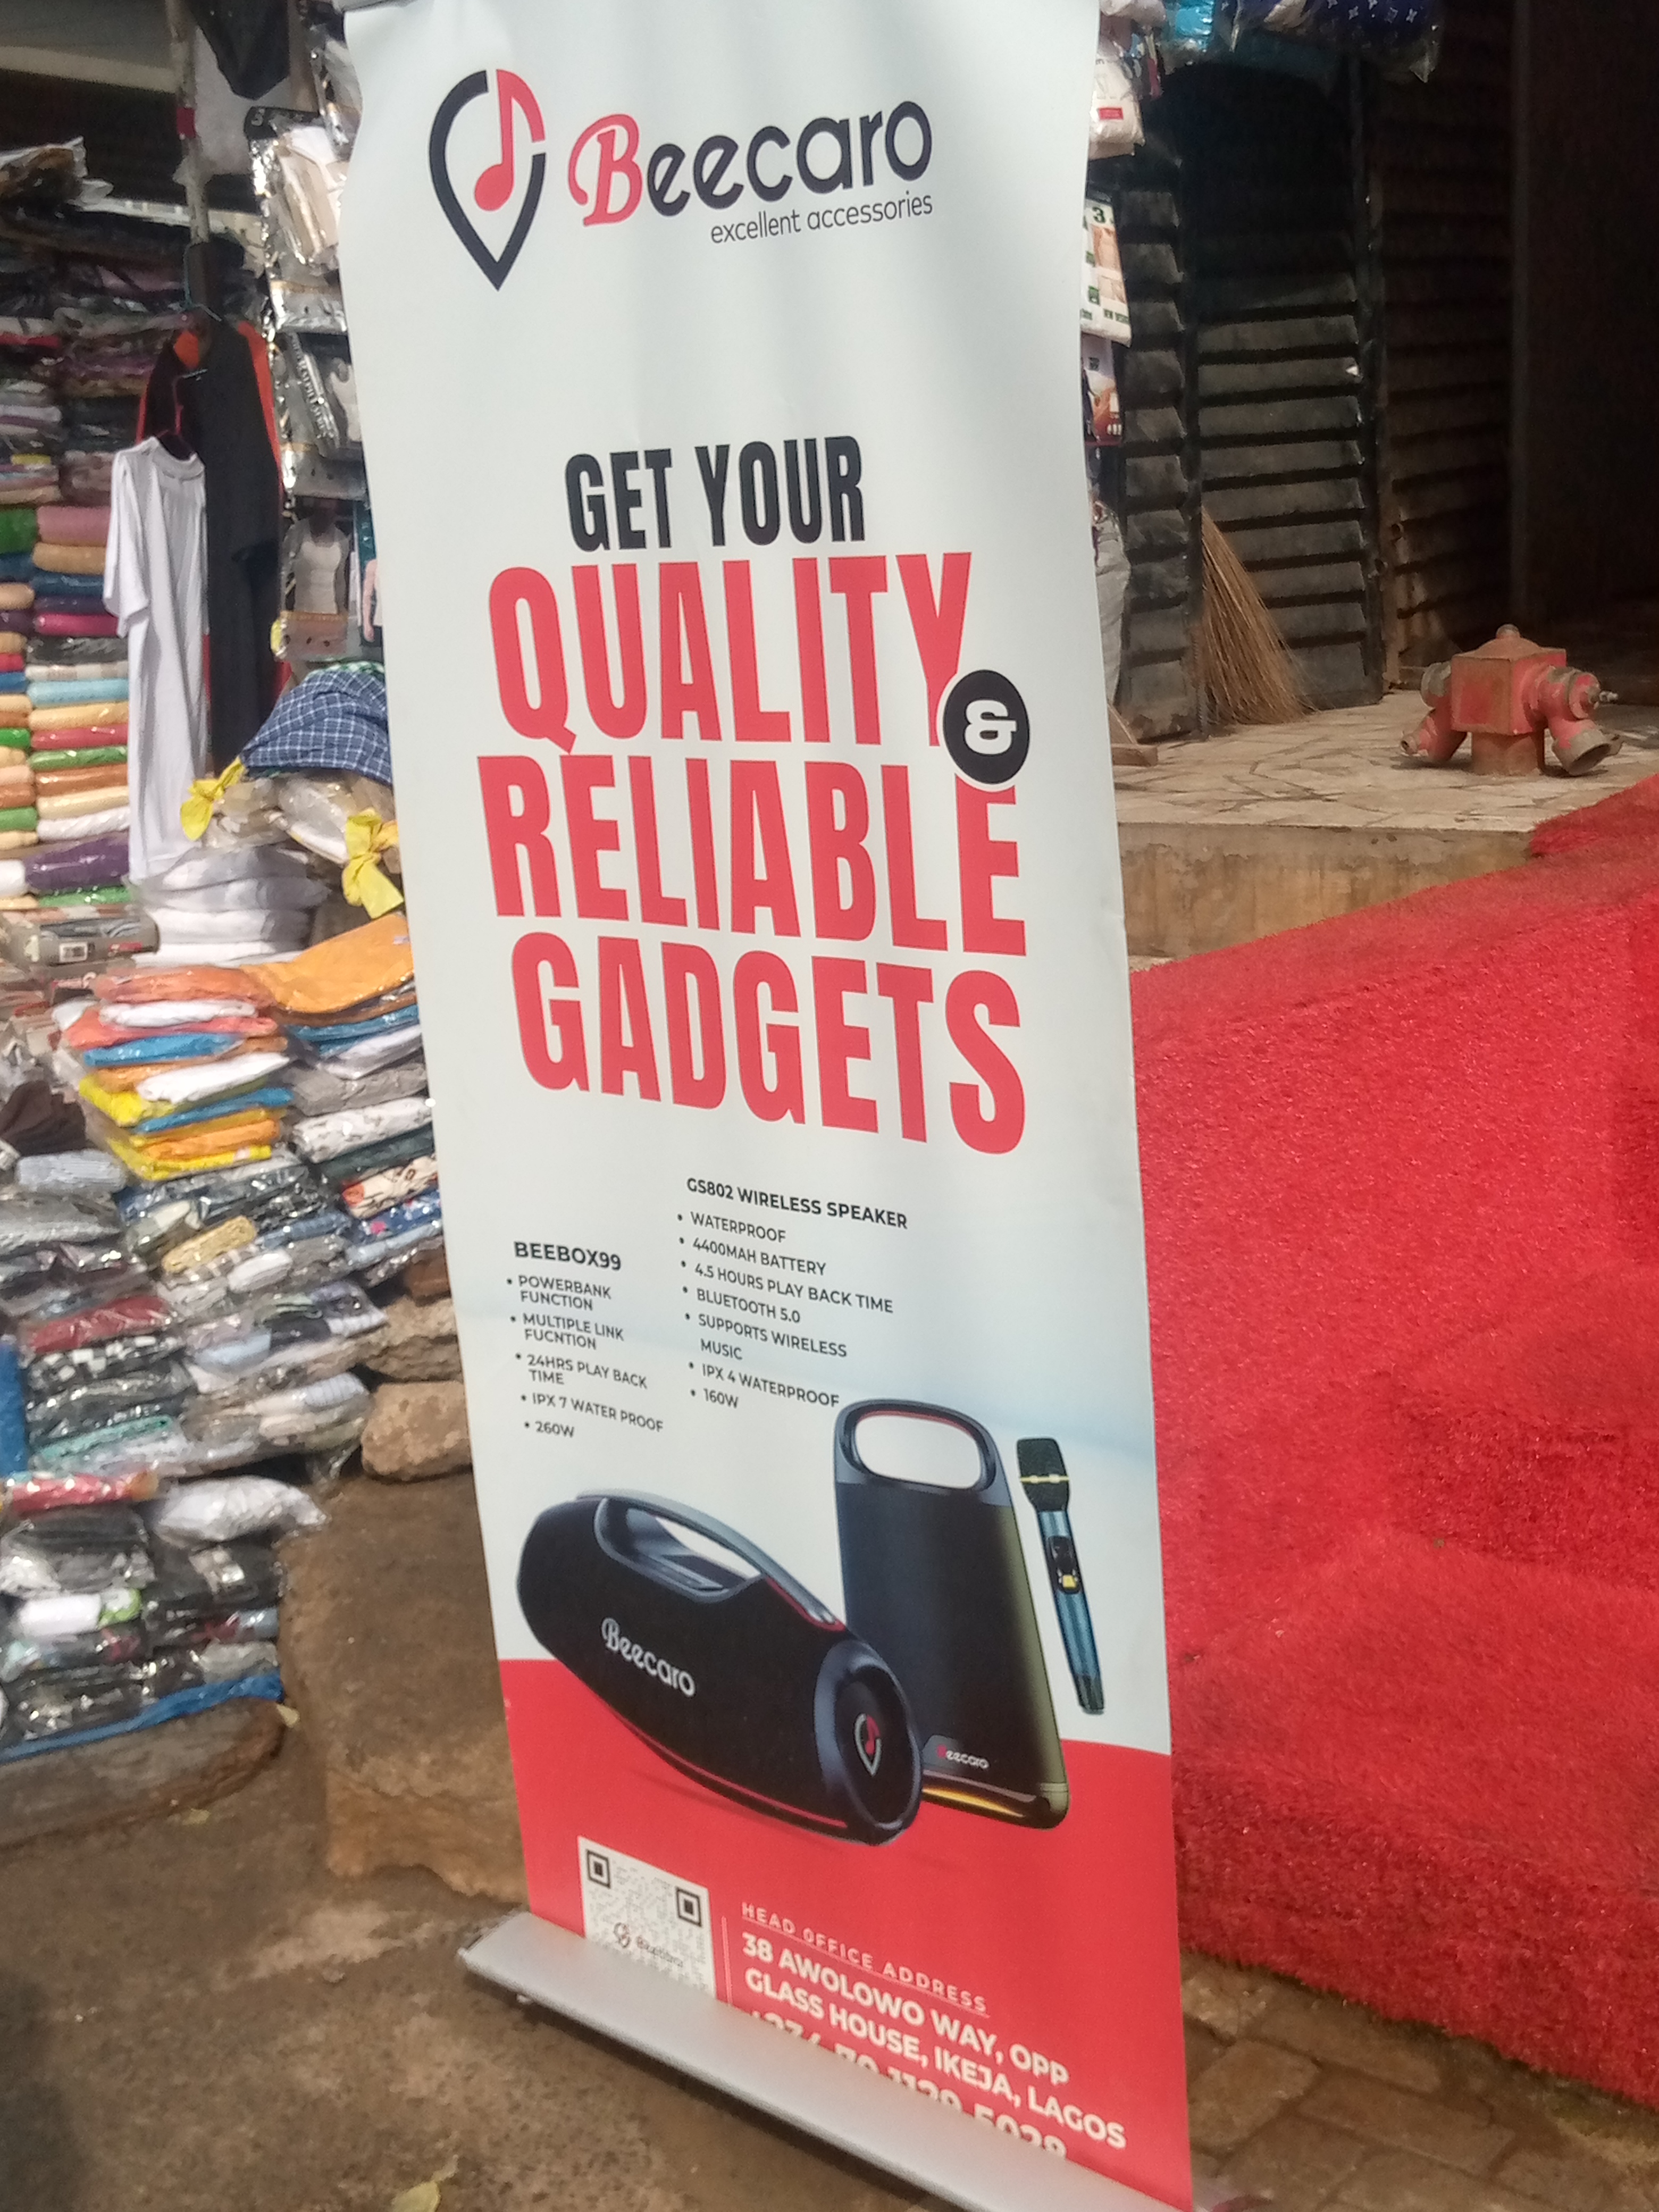 Beecaro
excellent accessories
GET YOUR
QUALITY
&
RELIABLE
GADGETS
BEEBOX99
• POWERBANK
FUNCTION
• MULTIPLE LINK
FUCNTION
• 24HRS PLAY BACK
TIME
• IPX 7 WATER PROOF
• 260W
GS802 WIRELESS SPEAKER
• WATERPROOF
• 4400MAH BATTERY
• 4.5 HOURS PLAY BACK TIME
• BLUETOOTH 5.0
• SUPPORTS WIRELESS
MUSIC
• IPX 4 WATERPROOF
• 160W
Beecaro
Beecaro
HEAD OFFICE ADDRESS
38 AWOLOWO WAY, OPP
GLASS HOUSE, IKEJA, LAGOS